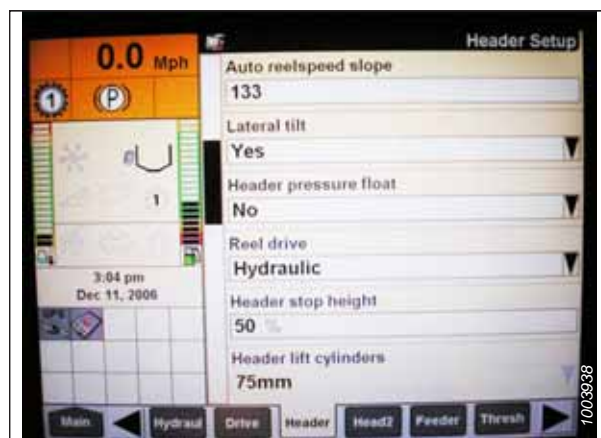 Header Setup
0.0 Mph
1
(P)
1
3:04 pm
Dec 11, 2006
GPS
Auto reelspeed slope
133
Lateral tilt
Yes
Header pressure float
No
Reel drive
Hydraulic
Header stop height
50 %
Header lift cylinders
75mm
Main
Hydraul
Drive
Header
Head2
Feeder
Thresh
1003938